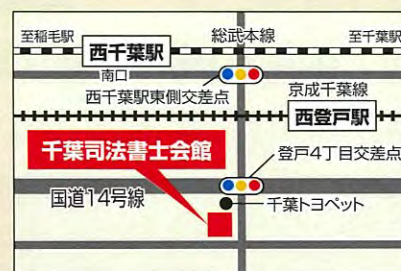 至稲毛駅
総武本線
至千葉駅
西千葉駅
南口
西千葉駅東側交差点
京成千葉線
西登戸駅
千葉司法書士会館
登戸4丁目交差点
国道14号線
千葉トヨペット